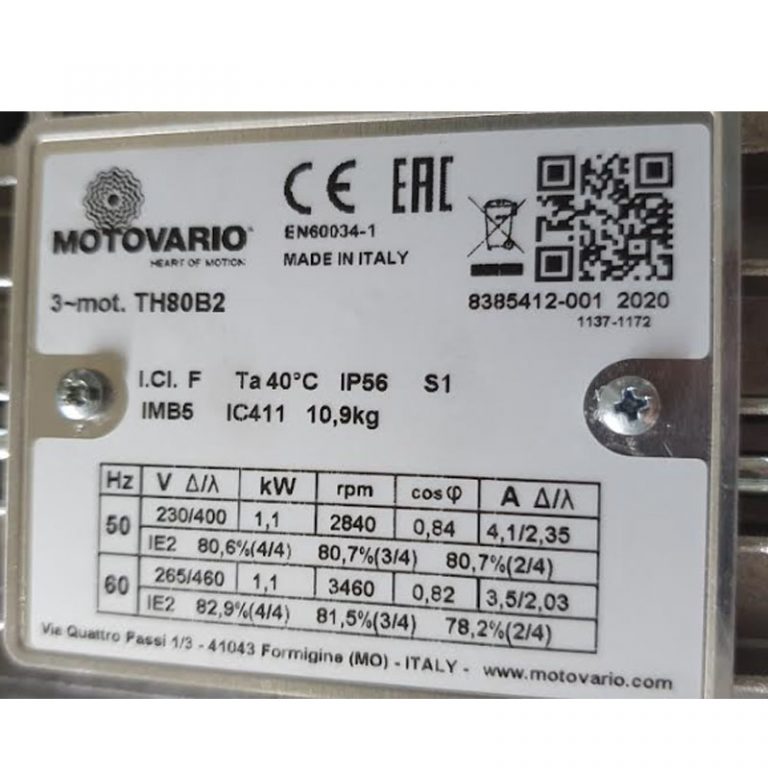 MOTOVARIO
HEART OF MOTION
CE EAC
EN60034-1
MADE IN ITALY
8385412-001 2020
1137-1172
3~mot. TH80B2
I.Cl. F Ta 40°C IP56 S1
IMB5 IC411 10,9kg
Hz V Δ/λ kW rpm cosφ A Δ/λ
50 230/400 1,1 2840 0,84 4,1/2,35
IE2 80,6%(4/4) 80,7%(3/4) 80,7%(2/4)
60 265/460 1,1 3460 0,82 3,5/2,03
IE2 82,9%(4/4) 81,5%(3/4) 78,2%(2/4)
Via Quattro Passi 1/3 - 41043 Formigine (MO) - ITALY - www.motovario.com